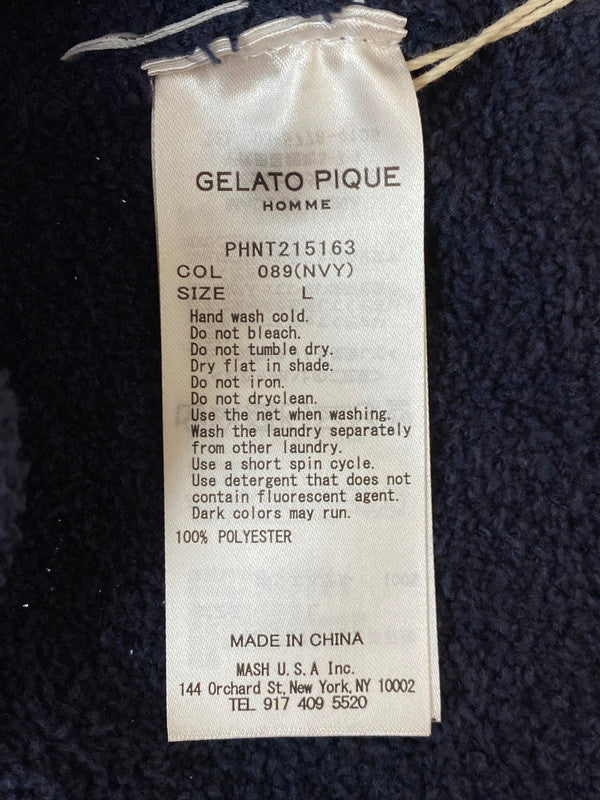 GELATO PIQUE
HOMME
PHNT215163
COL 089(NVY)
SIZE L
Hand wash cold.
Do not bleach.
Do not tumble dry.
Dry flat in shade.
Do not iron.
Do not dryclean.
Use the net when washing.
Wash the laundry separately
from other laundry.
Use a short spin cycle.
Use detergent that does not
contain fluorescent agent.
Dark colors may run.
100% POLYESTER
MADE IN CHINA
MASH U.S.A Inc.
144 Orchard St, New York, NY 10002
TEL 917 409 5520